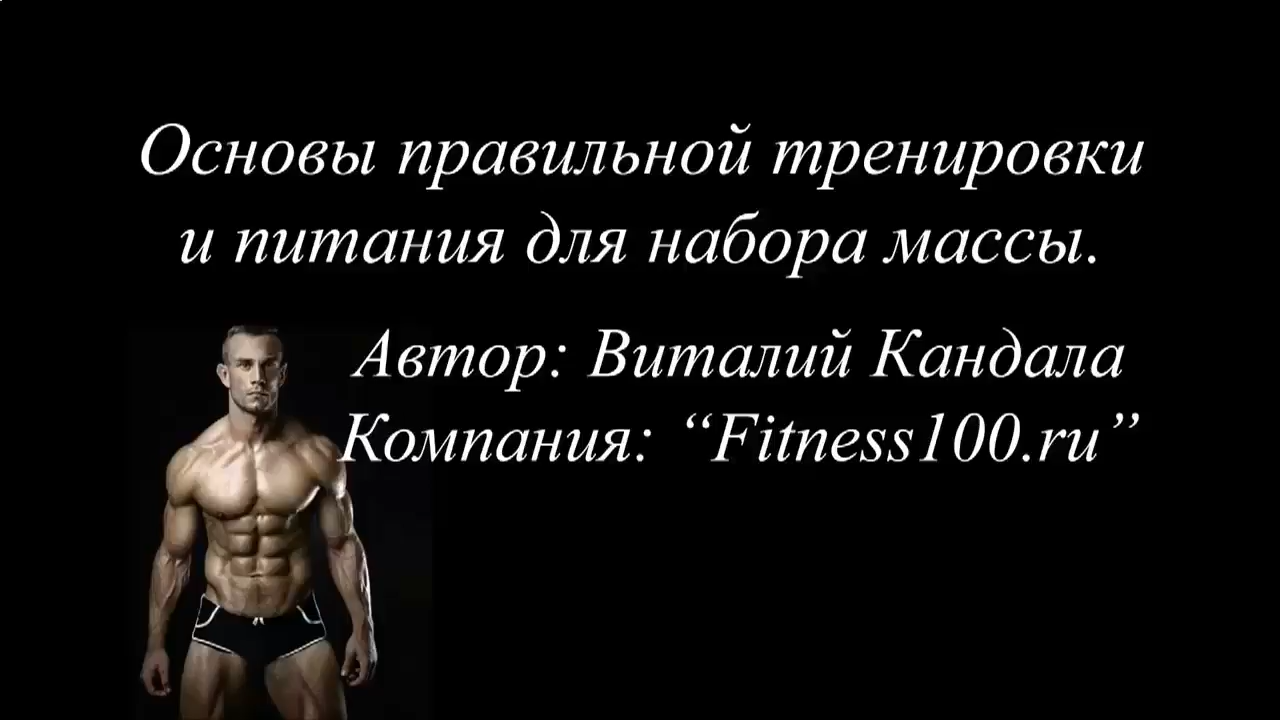 Основы правильной тренировки
и питания для набора массы.
Автор: Виталий Кандала
Компания: “Fitness100.ru”